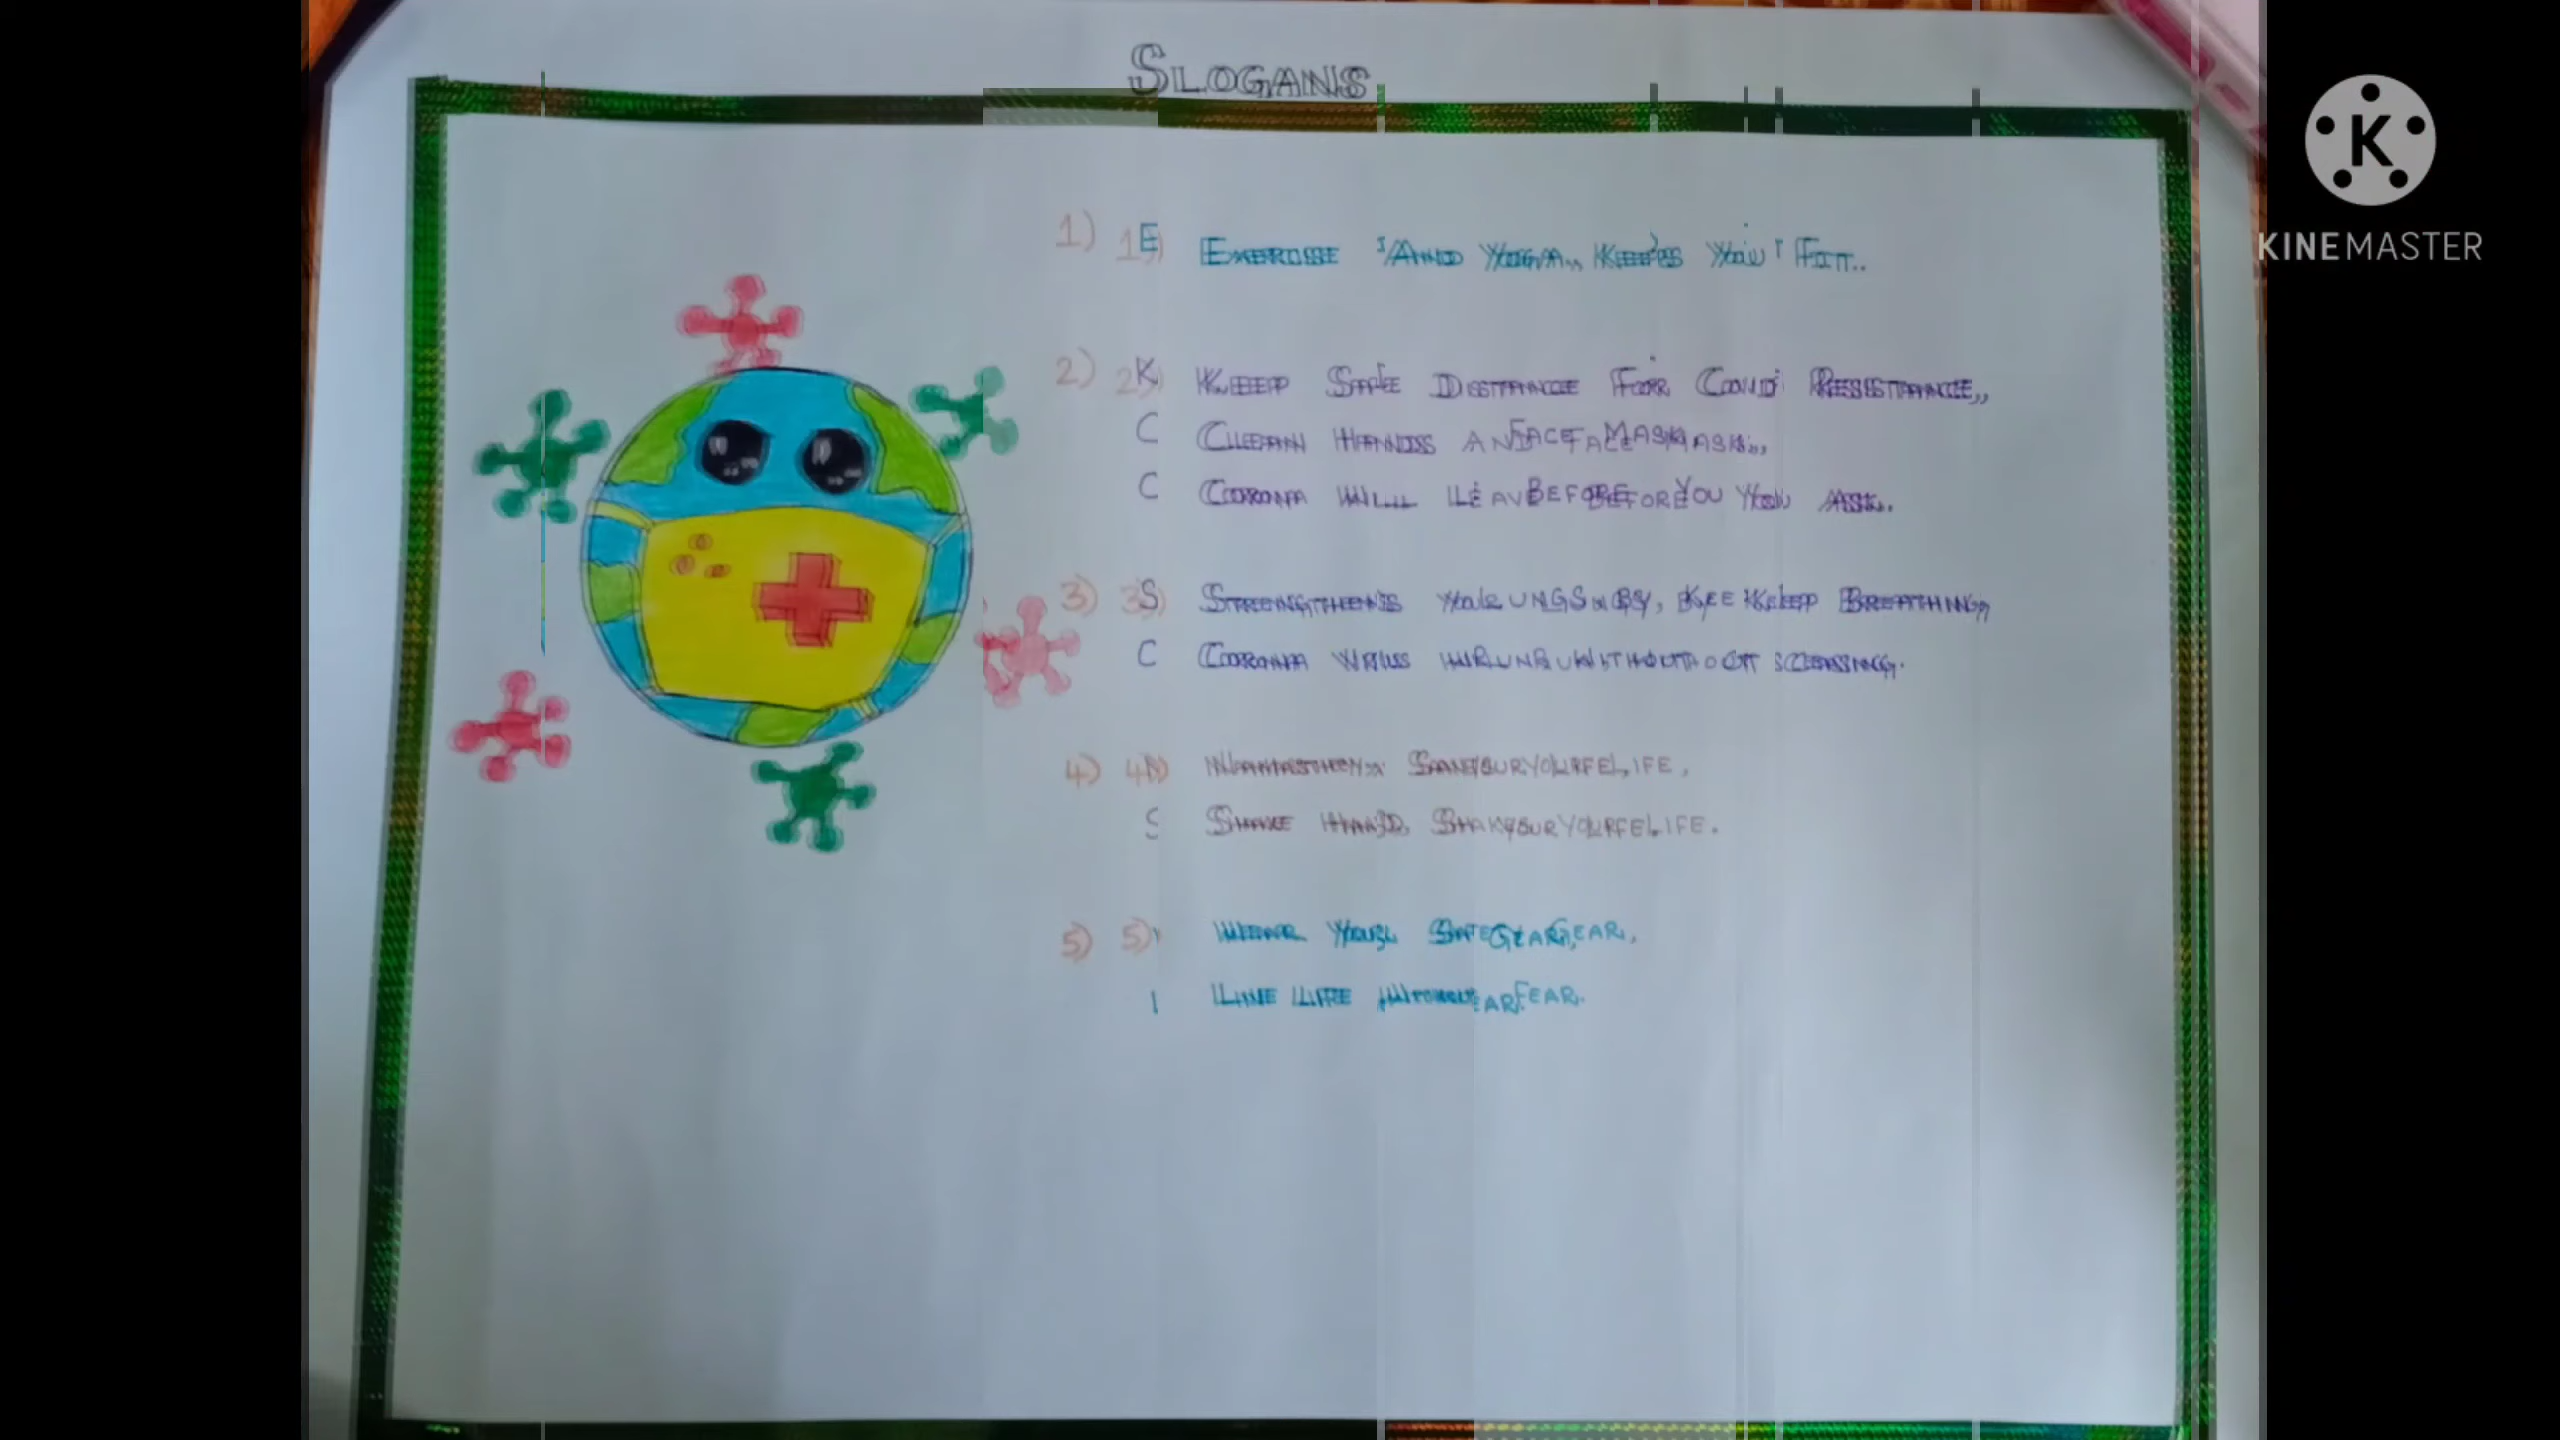 SLOGANS
1) EXERCISE AND YOGA, KEEPS YOU FIT.
2) KEEP SAFE DISTANCE FOR COVID RESISTANCE,
CLEAN HANDS AND FACE MASK,
CORONA WILL LEAVE BEFORE YOU ASK.
3) STRENGTHENS YOUR LUNGS BY, KEEP BREATHING,
CORONA VIRUS WILL RUN WITHOUT
4) NAMASTHE SAVE YOUR LIFE,
SHAKE HAND, SHAKE YOUR LIFE.
5) WEAR YOUR SAFE GEAR,
LIVE LIFE WITHOUT FEAR.
K
KINEMASTER